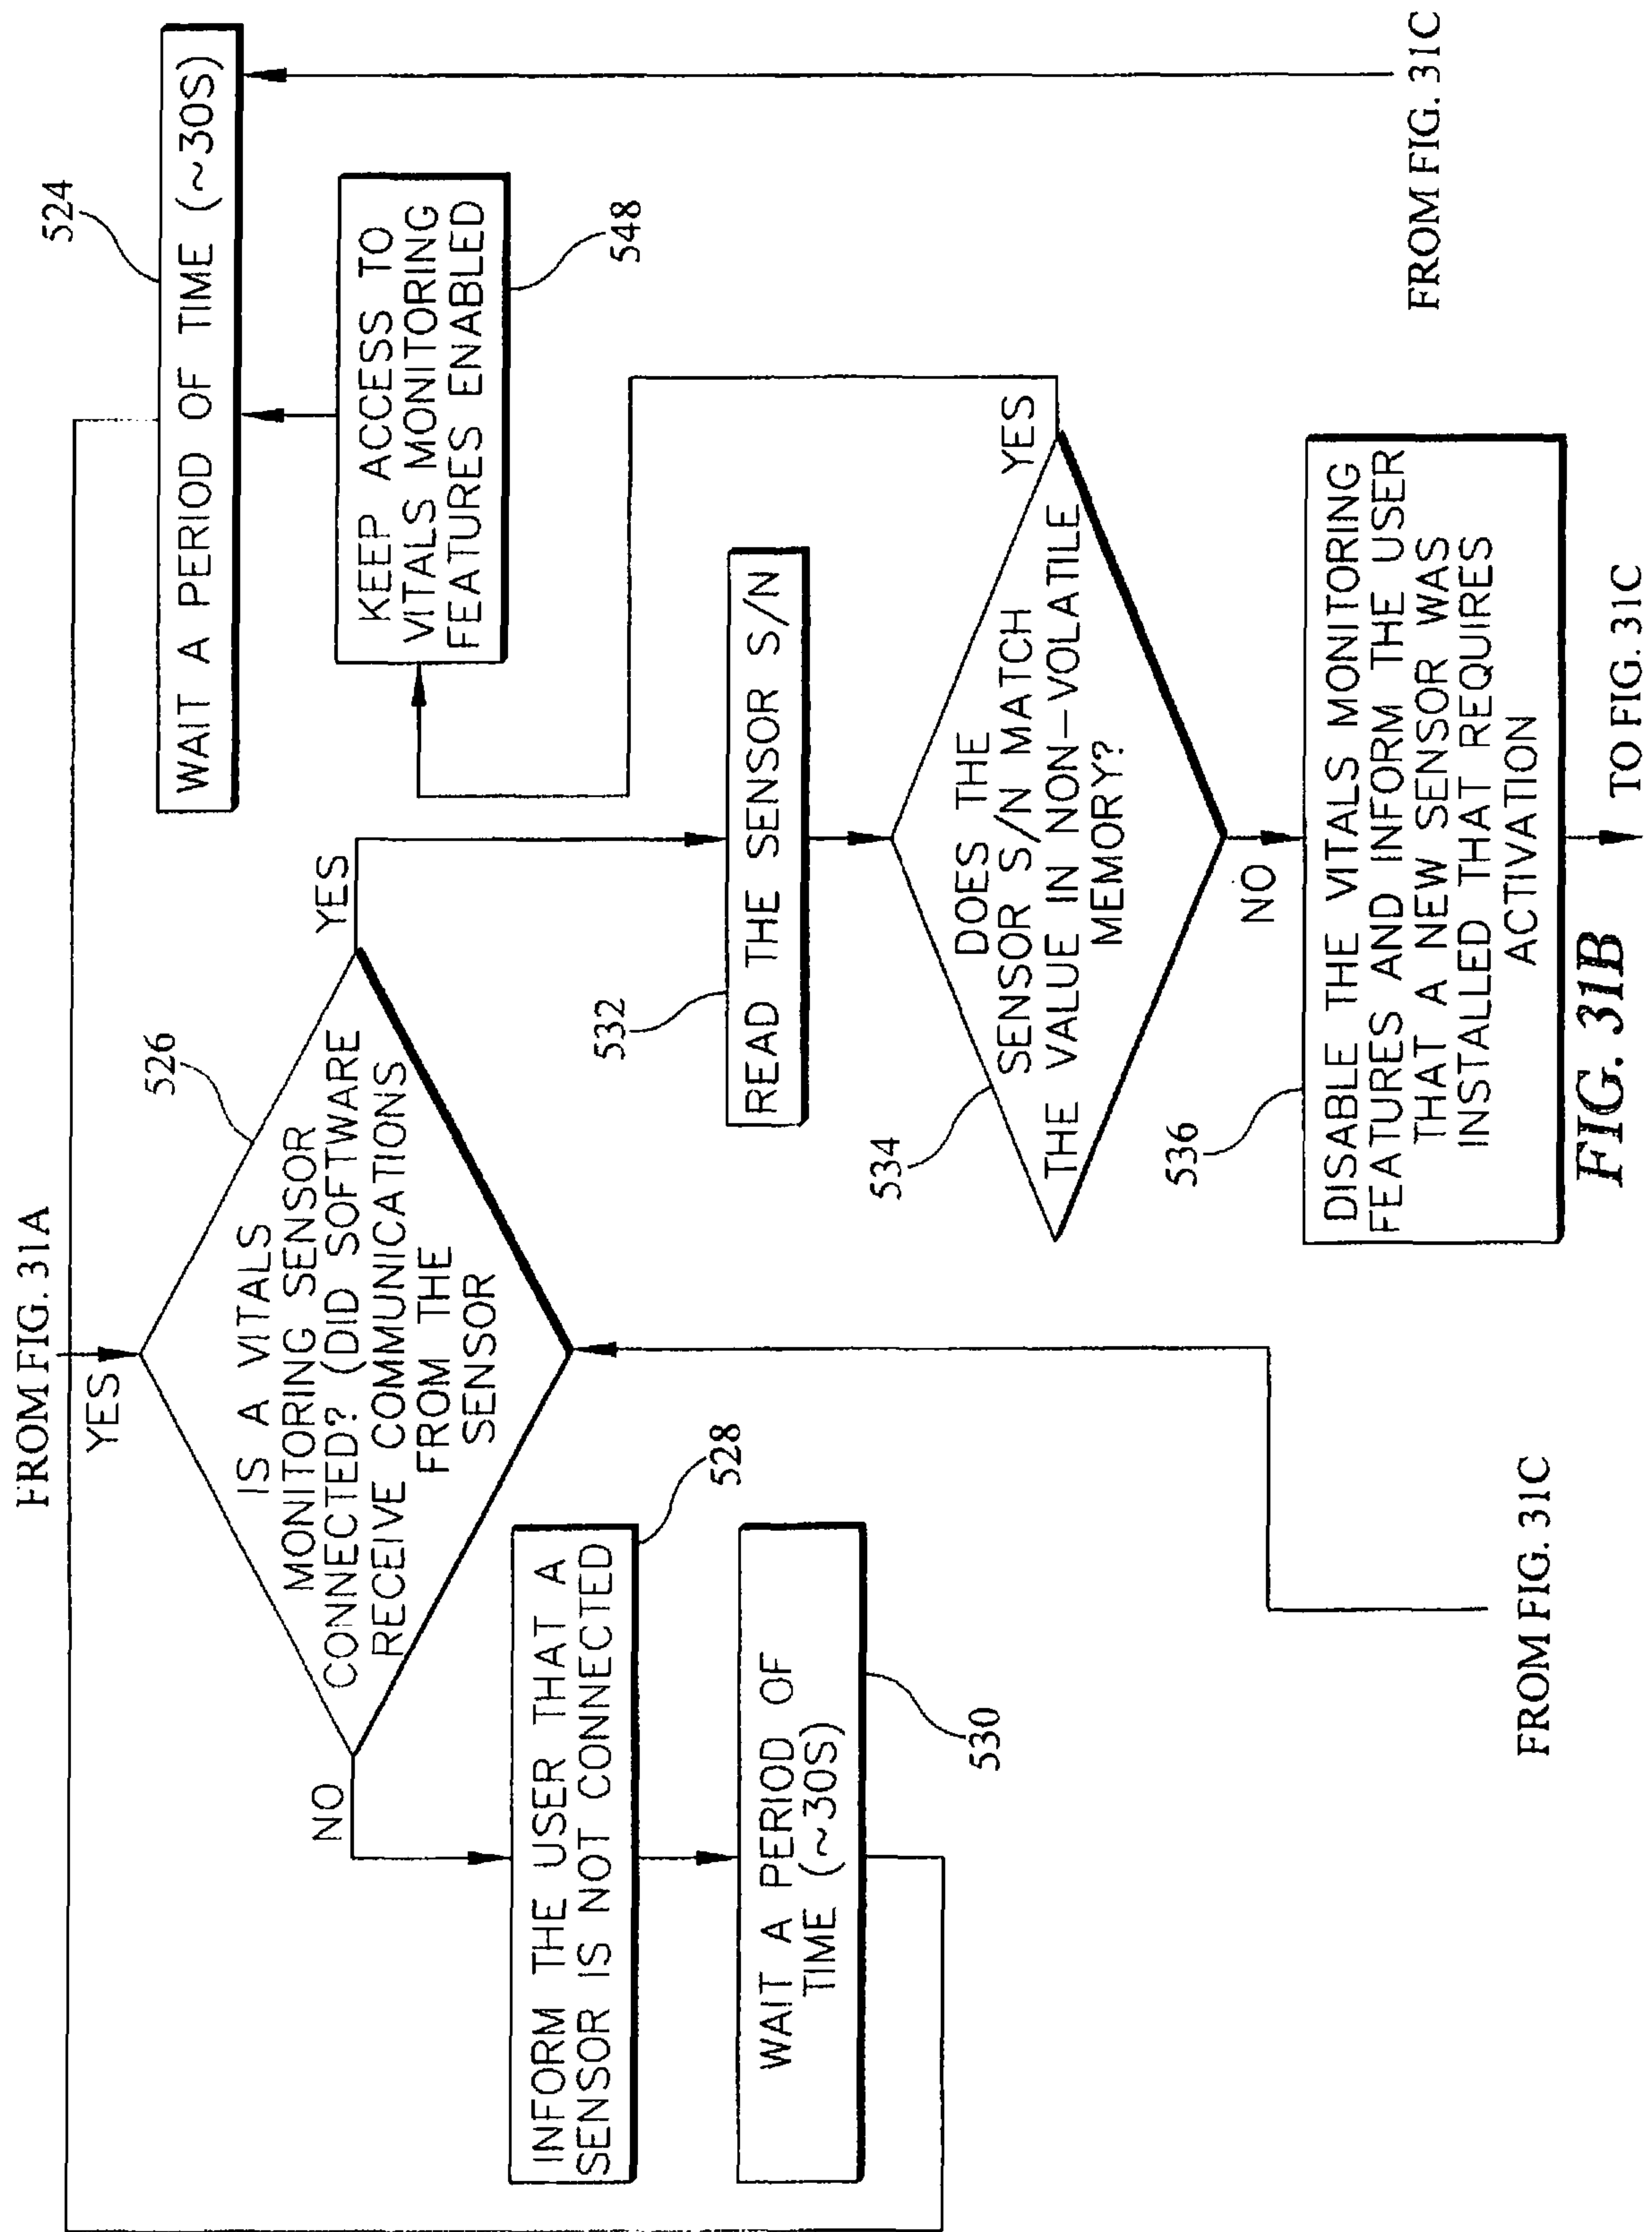 FROM FIG. 31A
YES
526
IS A VITALS
MONITORING SENSOR
CONNECTED? (DID SOFTWARE
RECEIVE COMMUNICATIONS
FROM THE
SENSOR
NO
YES
528
INFORM THE USER THAT A
SENSOR IS NOT CONNECTED
WAIT A PERIOD OF
TIME (~30S)
530
524
WAIT A PERIOD OF TIME (~30S)
KEEP ACCESS TO
VITALS MONITORING
FEATURES ENABLED
548
532
READ THE SENSOR S/N
534
DOES THE
SENSOR S/N MATCH
THE VALUE IN NON-VOLATILE
MEMORY?
YES
NO
536
DISABLE THE VITALS MONITORING
FEATURES AND INFORM THE USER
THAT A NEW SENSOR WAS
INSTALLED THAT REQUIRES
ACTIVATION
FROM FIG. 31C
FROM FIG. 31C
TO FIG. 31C
FIG. 31B